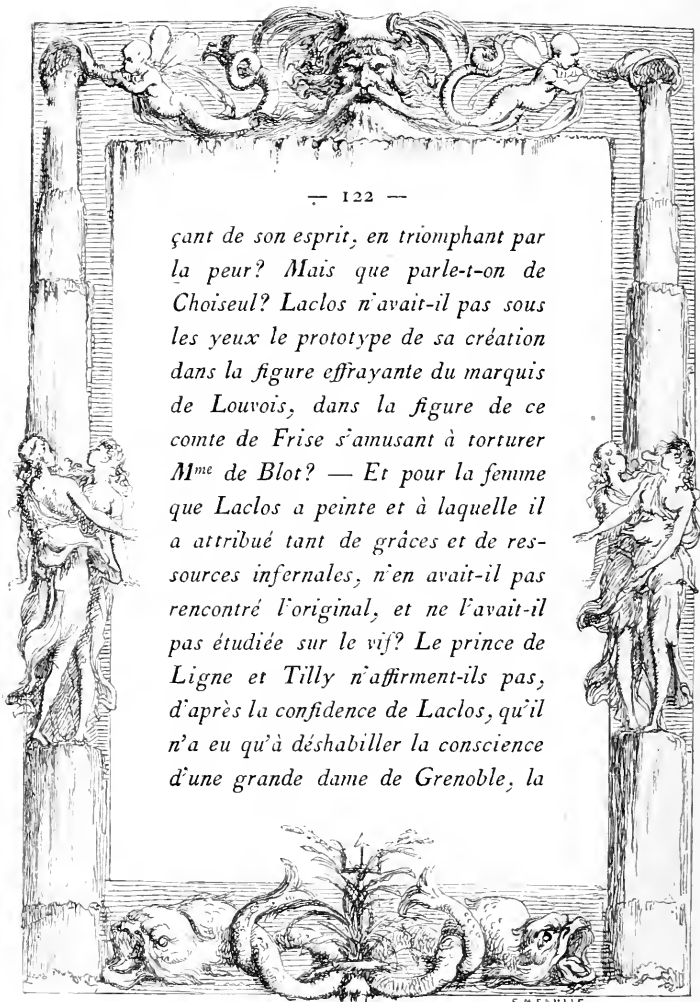 — 122 —
çant de son esprit, en triomphant par
la peur? Mais que parle-t-on de
Choiseul? Laclos n'avait-il pas sous
les yeux le prototype de sa création
dans la figure effrayante du marquis
de Louvois, dans la figure de ce
comte de Frise s'amusant à torturer
Mme de Blot? — Et pour la femme
que Laclos a peinte et à laquelle il
a attribué tant de grâces et de res-
sources infernales, n'en avait-il pas
rencontré l'original, et ne l'avait-il
pas étudiée sur le vif? Le prince de
Ligne et Tilly n'affirment-ils pas,
d'après la confidence de Laclos, qu'il
n'a eu qu'à déshabiller la conscience
d'une grande dame de Grenoble, la